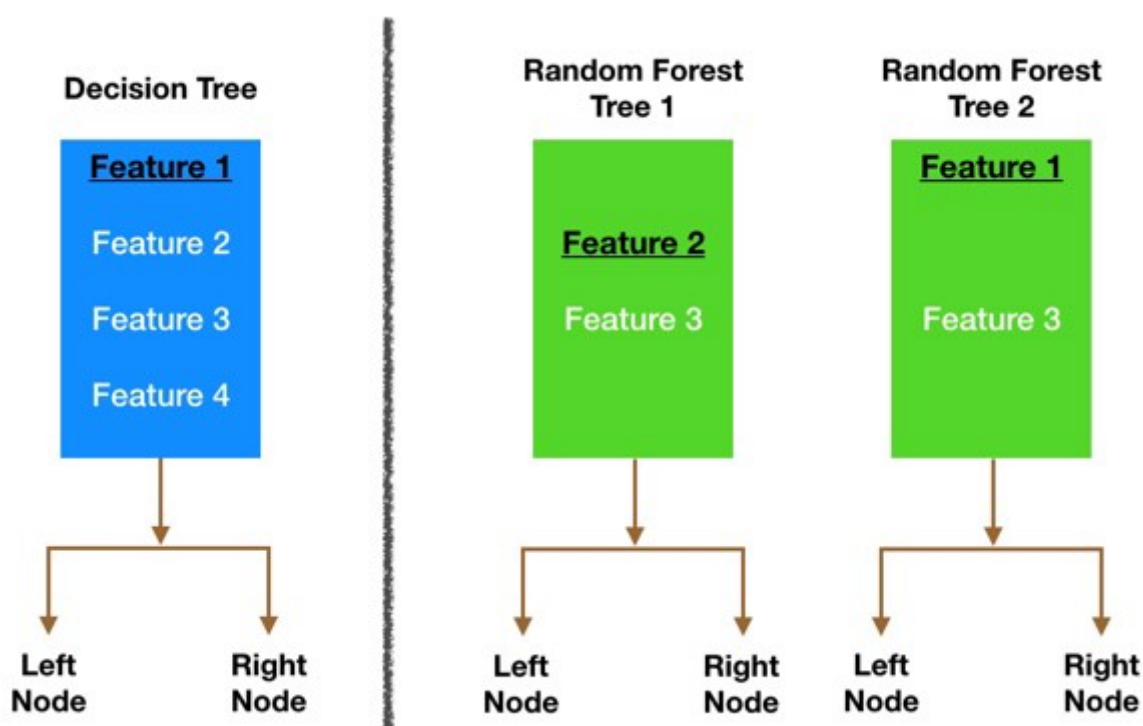 Decision Tree
Feature 1
Feature 2
Feature 3
Feature 4
Left
Node
Right
Node
Random Forest
Tree 1
Feature 2
Feature 3
Left
Node
Right
Node
Random Forest
Tree 2
Feature 1
Feature 3
Left
Node
Right
Node